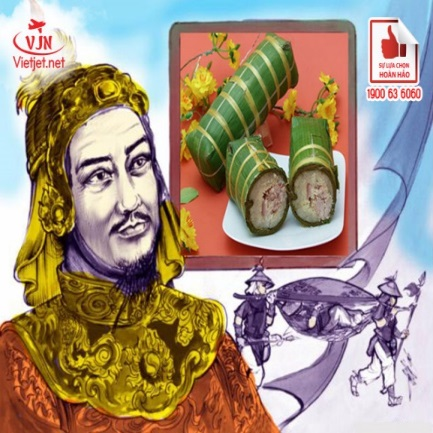 VJN
Vietjet.net
SỰ LỰA CHỌN
HOÀN HẢO
1900 63 6060